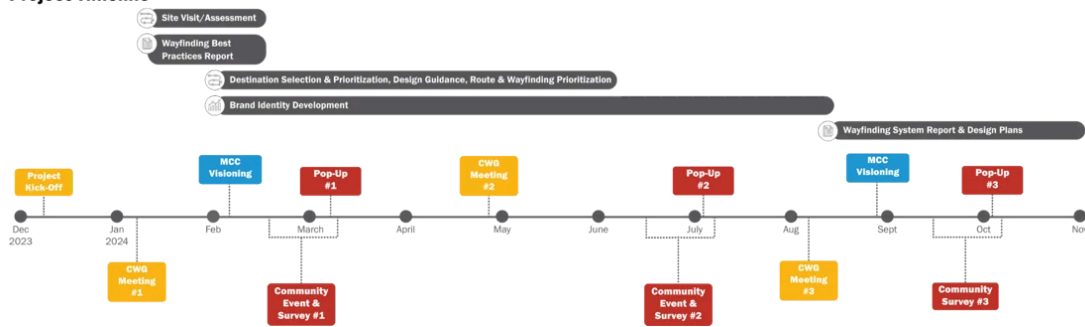 Site Visit/Assessment
Wayfinding Best
Practices Report
Destination Selection & Prioritization, Design Guidance, Route & Wayfinding Prioritization
Brand Identity Development
Wayfinding System Report & Design Plans
Project
Kick-Off
MCC
Visioning
Pop-Up
#1
CWG
Meeting
#2
Pop-Up
#2
MCC
Visioning
Pop-Up
#3
Dec
2023
Jan
2024
Feb
March
April
May
June
July
Aug
Sept
Oct
Nov
CWG
Meeting
#1
Community
Event &
Survey #1
Community
Event &
Survey #2
CWG
Meeting
#3
Community
Survey #3